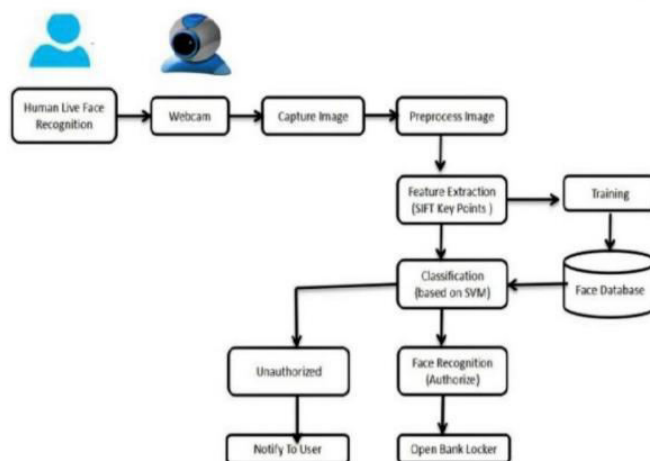 Human Live Face
Recognition
Webcam
Capture Image
Preprocess Image
Feature Extraction
(SIFT Key Points )
Training
Classification
(based on SVM)
Face Database
Unauthorized
Face Recognition
(Authorize)
Notify To User
Open Bank Locker